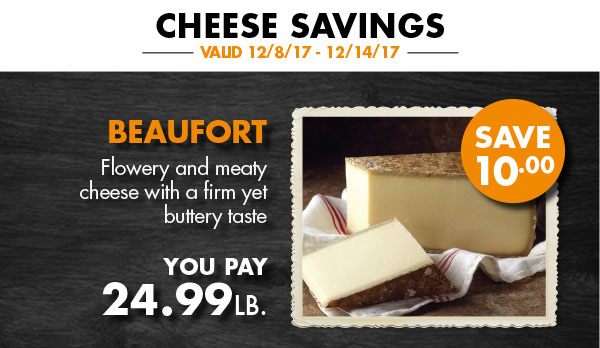 CHEESE SAVINGS
VALID 12/8/17 - 12/14/17
BEAUFORT
Flowery and meaty
cheese with a firm yet
buttery taste
SAVE
10.00
YOU PAY
24.99LB.